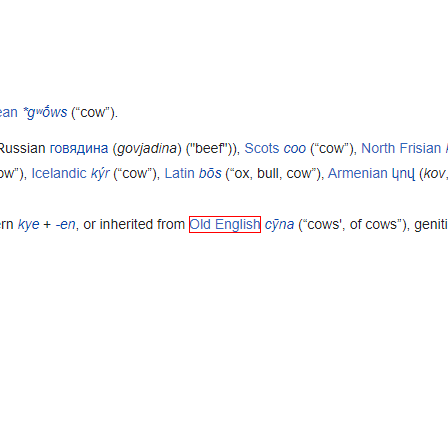 ean *gʷṓws (“cow”).
Russian говядина (govjadina) ("beef")), Scots coo (“cow”), North Frisian
ow”), Icelandic kýr (“cow”), Latin bōs (“ox, bull, cow”), Armenian կով (kov,
rn kye + -en, or inherited from Old English cȳna (“cows', of cows”), geniti